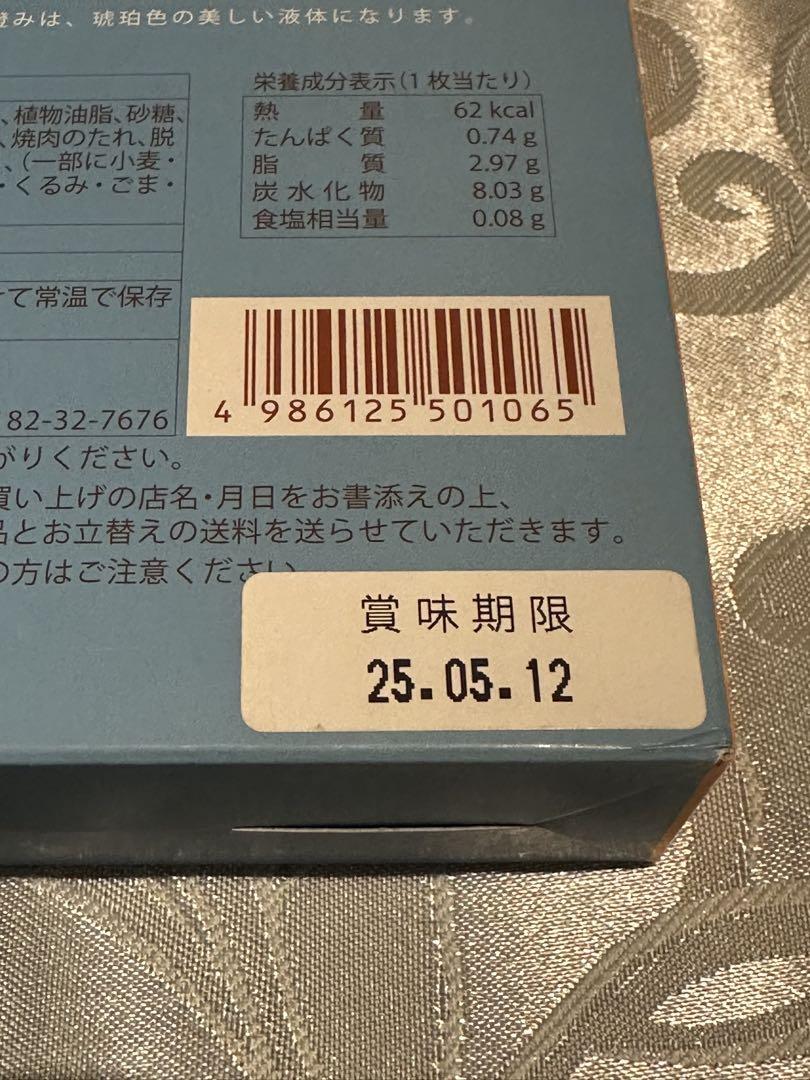 澄みは、琥珀色の美しい液体になります。
栄養成分表示(1枚当たり)
、植物油脂、砂糖、
熱量 62 kcal
、焼肉のたれ、脱
たんぱく質 0.74 g
、(一部に小麦・
脂質 2.97 g
・くるみ・ごま・
炭水化物 8.03 g
食塩相当量 0.08 g
けて常温で保存
82-32-7676
4 986125 501065
がりください。
買い上げの店名・月日をお書添えの上、
品とお立替えの送料を送らせていただきます。
の方はご注意ください
賞味期限
25.05.12